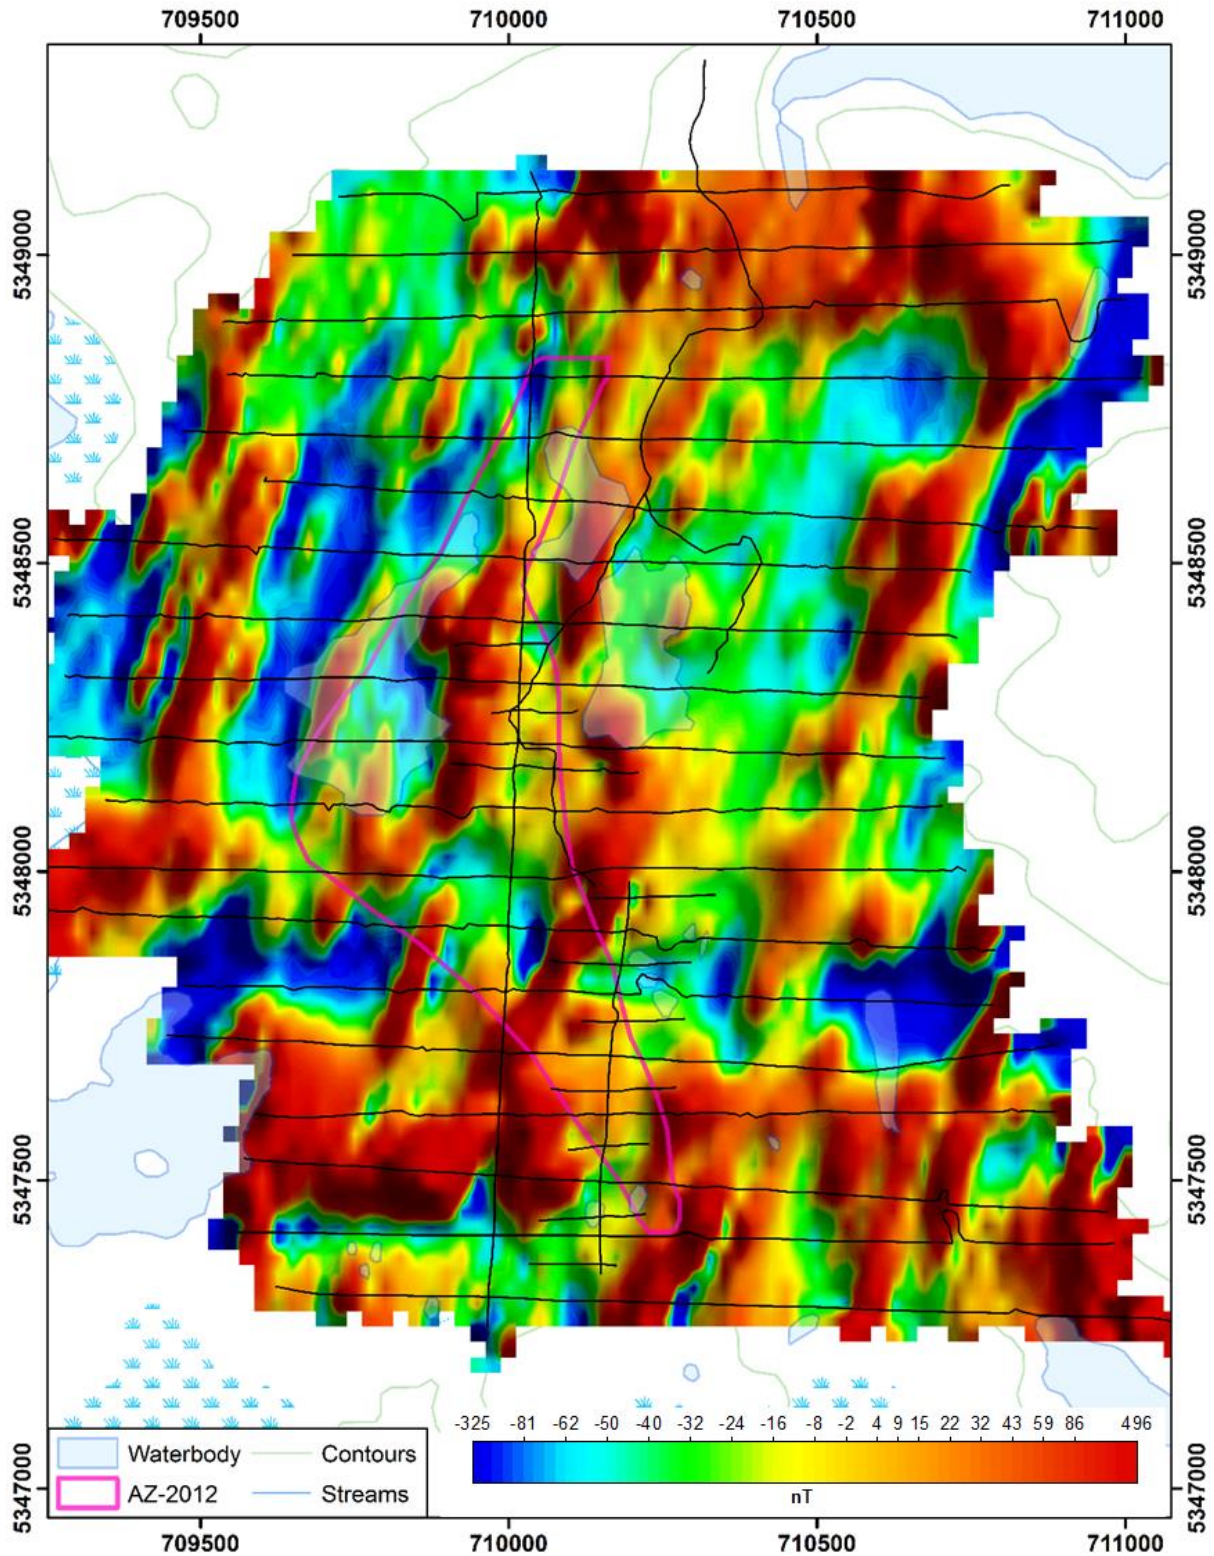 709500 710000 710500 711000
5349000 5349000
5348500 5348500
5348000 5348000
5347500 5347500
-325 -81 -62 -50 -40 -32 -24 -16 -8 -2 4 9 15 22 32 43 59 86 496
Waterbody Contours
AZ-2012 Streams
nT
5347000 5347000
709500 710000 710500 711000